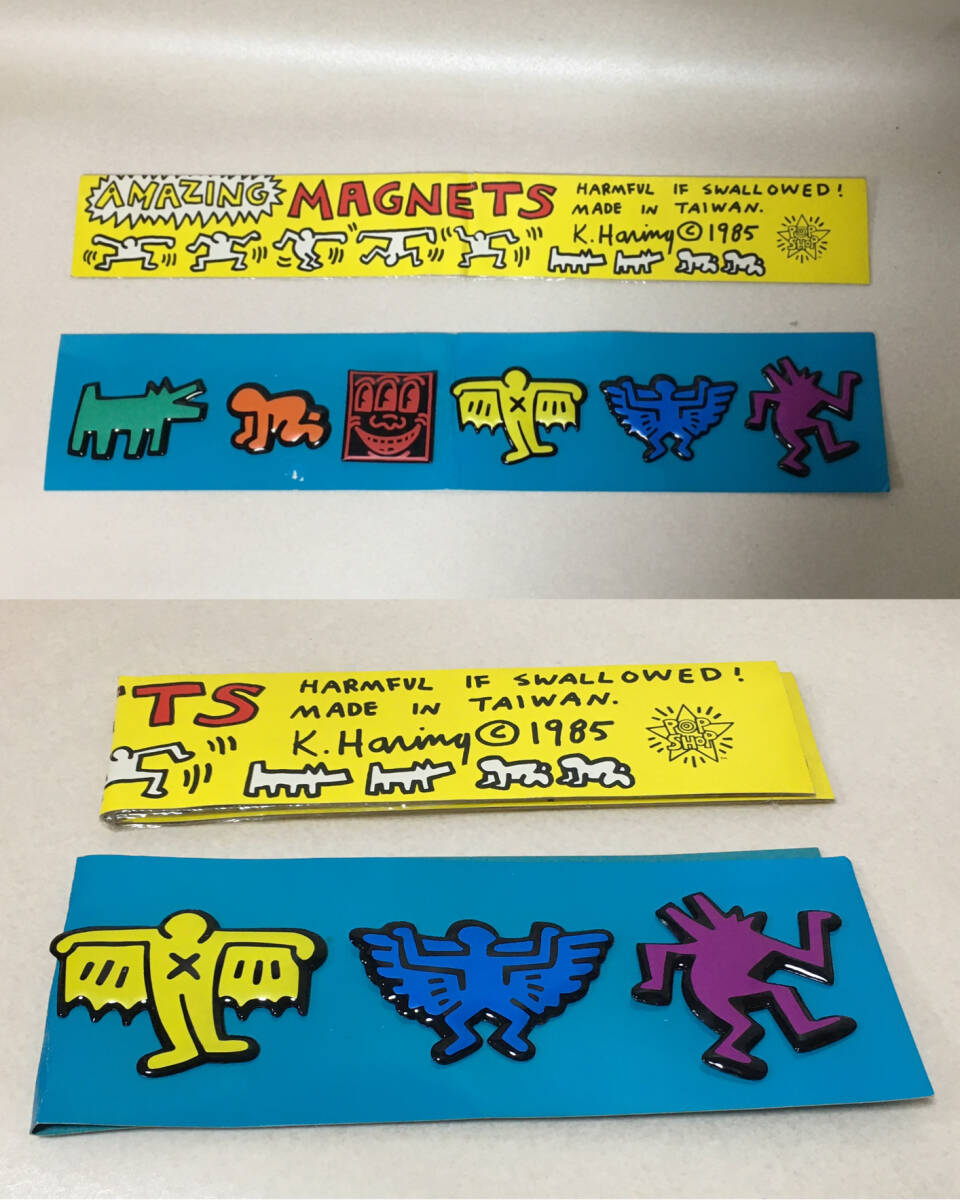 AMAZING MAGNETS
HARMFUL IF SWALLOWED!
MADE IN TAIWAN.
K. Haring © 1985
POP
SHOP
TS
HARMFUL IF SWALLOWED!
MADE IN TAIWAN.
K. Haring © 1985
POP
SHOP